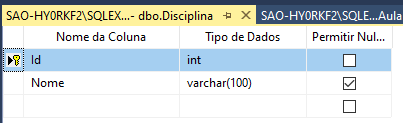 SAO-HY0RKF2\SQLEX...- dbo.Disciplina SAO-HY0RKF2\SQLE...Aula
Nome da Coluna Tipo de Dados Permitir Nul...
Id int
Nome varchar(100)